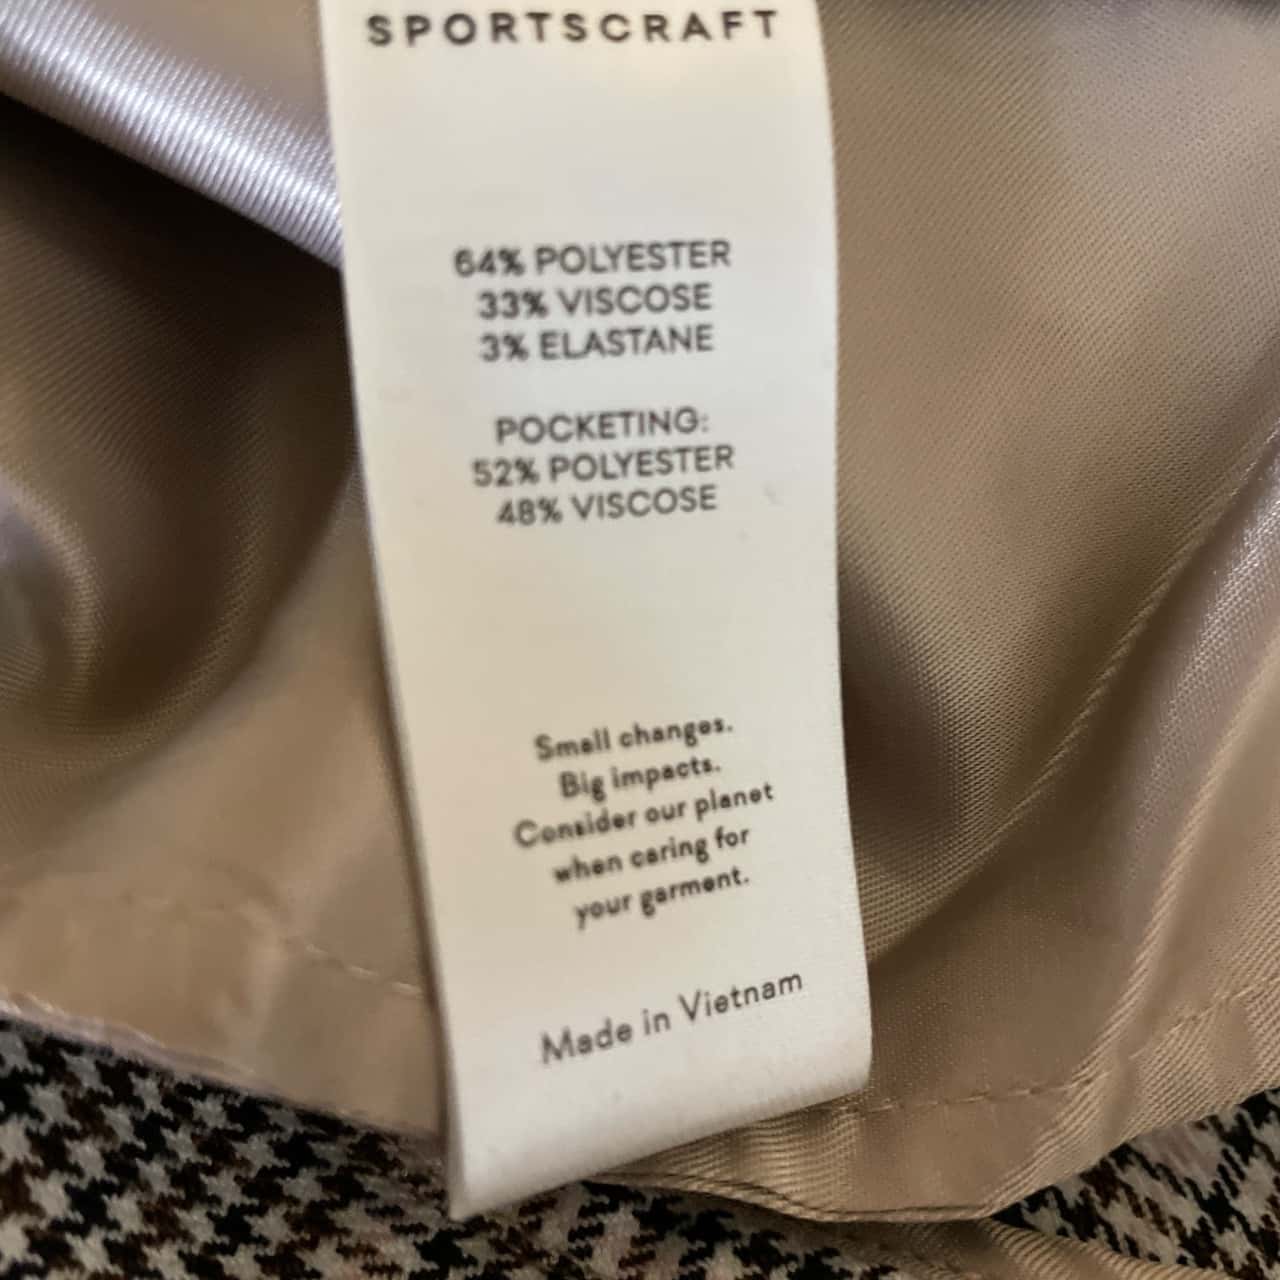 SPORTSCRAFT
64% POLYESTER
33% VISCOSE
3% ELASTANE
POCKETING:
52% POLYESTER
48% VISCOSE
Small changes.
Big impacts.
Consider our planet
when caring for
your garment.
Made in Vietnam